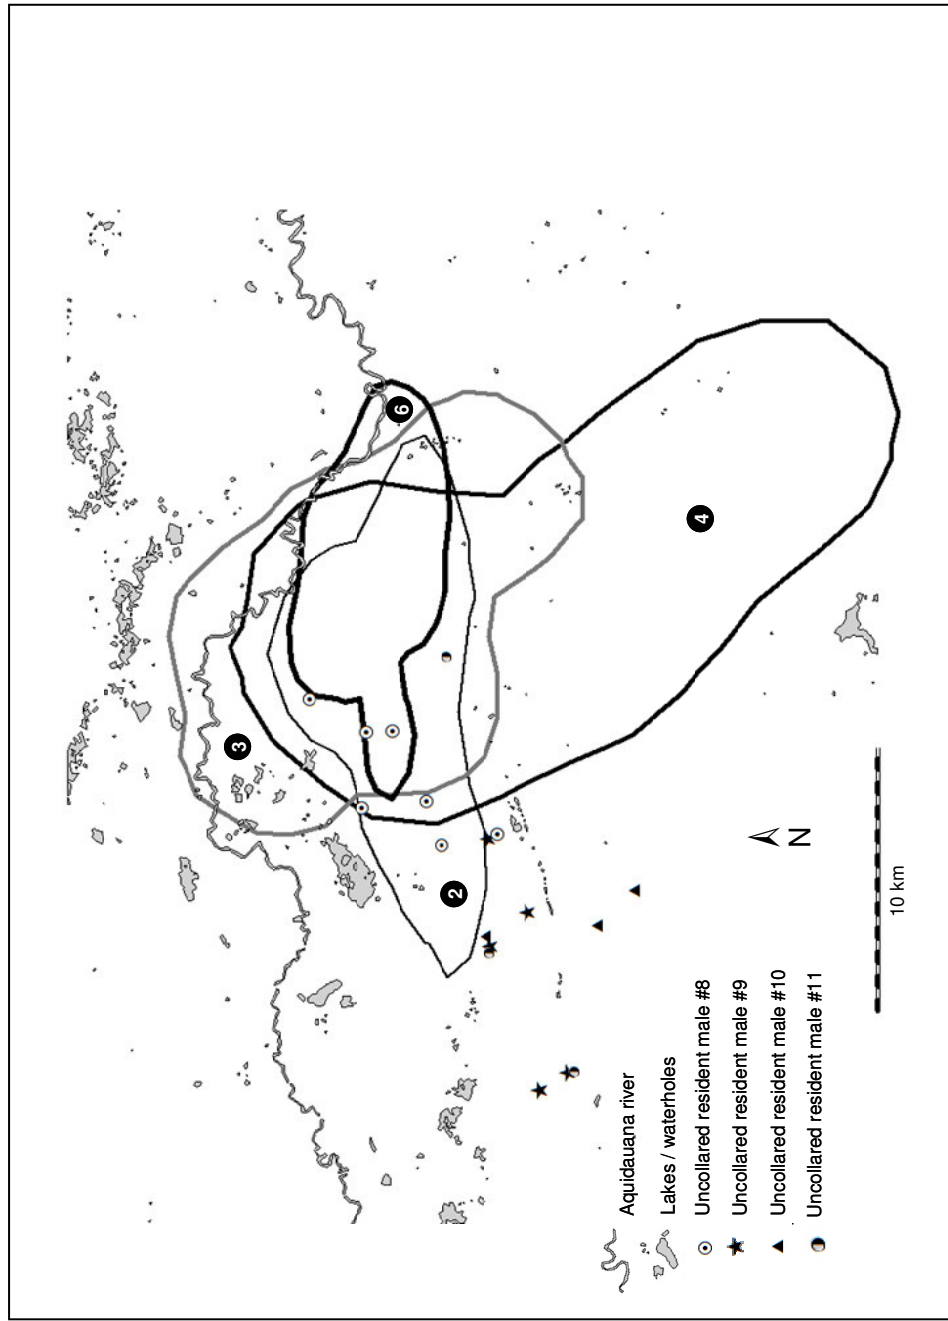 3
6
2
4
N
10 km
Aquidauana river
Lakes / waterholes
Uncollared resident male #8
Uncollared resident male #9
Uncollared resident male #10
Uncollared resident male #11